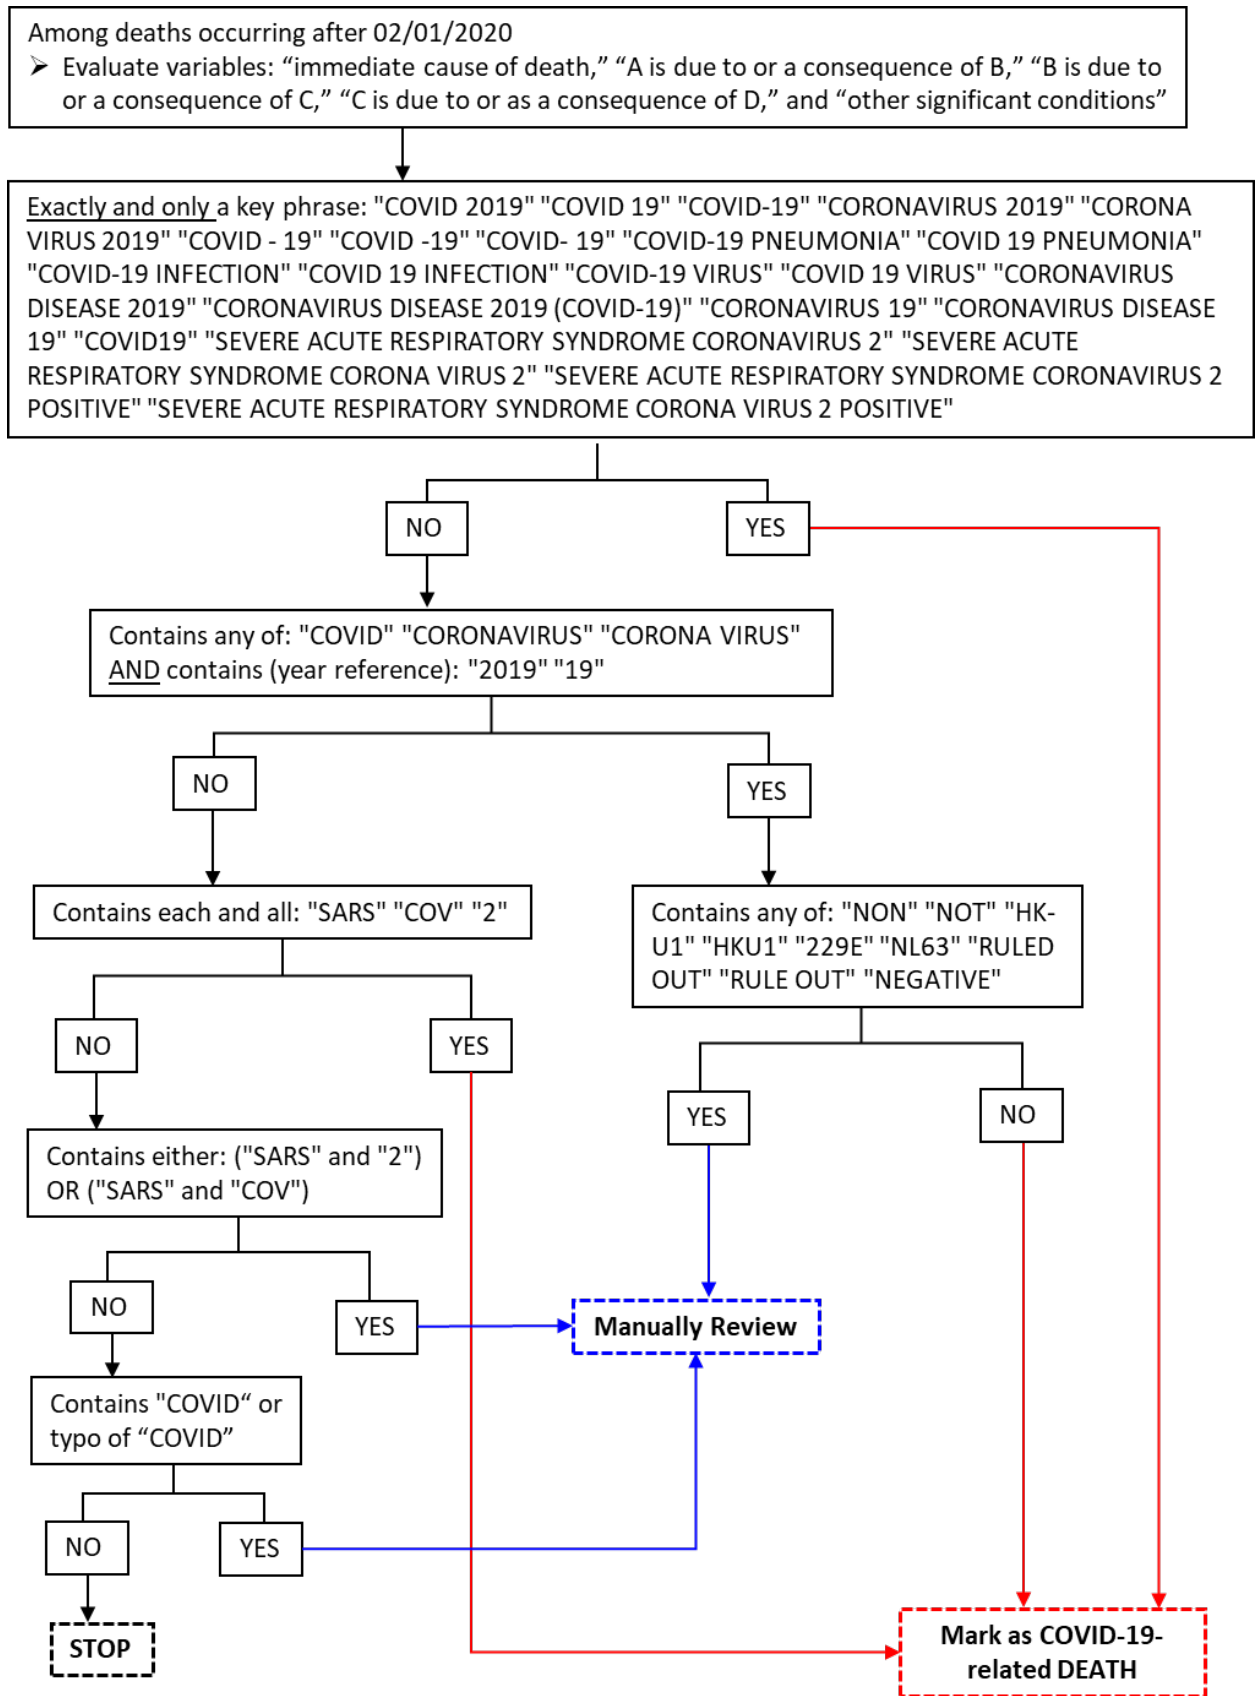 Among deaths occurring after 02/01/2020
➢ Evaluate variables: “immediate cause of death,” “A is due to or a consequence of B,” “B is due to
or a consequence of C,” “C is due to or as a consequence of D,” and “other significant conditions”
Exactly and only a key phrase: "COVID 2019" "COVID 19" "COVID-19" "CORONAVIRUS 2019" "CORONA
VIRUS 2019" "COVID - 19" "COVID -19" "COVID- 19" "COVID-19 PNEUMONIA" "COVID 19 PNEUMONIA"
"COVID-19 INFECTION" "COVID 19 INFECTION" "COVID-19 VIRUS" "COVID 19 VIRUS" "CORONAVIRUS
DISEASE 2019" "CORONAVIRUS DISEASE 2019 (COVID-19)" "CORONAVIRUS 19" "CORONAVIRUS DISEASE
19" "COVID19" "SEVERE ACUTE RESPIRATORY SYNDROME CORONAVIRUS 2" "SEVERE ACUTE
RESPIRATORY SYNDROME CORONA VIRUS 2" "SEVERE ACUTE RESPIRATORY SYNDROME CORONAVIRUS 2
POSITIVE" "SEVERE ACUTE RESPIRATORY SYNDROME CORONA VIRUS 2 POSITIVE"
NO
YES
Contains any of: "COVID" "CORONAVIRUS" "CORONA VIRUS"
AND contains (year reference): "2019" "19"
NO
YES
Contains each and all: "SARS" "COV" "2"
Contains any of: "NON" "NOT" "HK-
U1" "HKU1" "229E" "NL63" "RULED
OUT" "RULE OUT" "NEGATIVE"
NO
YES
YES
NO
Contains either: ("SARS" and "2")
OR ("SARS" and "COV")
NO
YES
Manually Review
Contains "COVID“ or
typo of “COVID”
NO
YES
STOP
Mark as COVID-19-
related DEATH